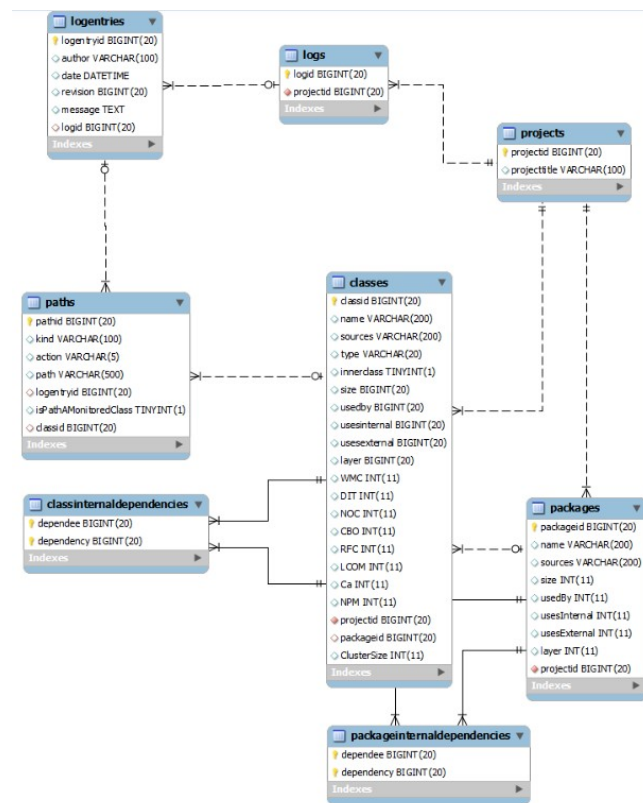 logentries
logentryid BIGINT(20)
author VARCHAR(100)
date DATETIME
revision BIGINT(20)
message TEXT
logid BIGINT(20)
Indexes
logs
logid BIGINT(20)
projectid BIGINT(20)
Indexes
projects
projectid BIGINT(20)
projecttitle VARCHAR(100)
Indexes
paths
pathid BIGINT(20)
kind VARCHAR(100)
action VARCHAR(5)
path VARCHAR(500)
logentryid BIGINT(20)
isPathAMonitoredClass TINYINT(1)
classid BIGINT(20)
Indexes
classes
classid BIGINT(20)
name VARCHAR(200)
sources VARCHAR(200)
type VARCHAR(20)
innerclass TINYINT(1)
size BIGINT(20)
usedby BIGINT(20)
usesinternal BIGINT(20)
usesexternal BIGINT(20)
layer BIGINT(20)
WMC INT(11)
DIT INT(11)
NOC INT(11)
CBO INT(11)
RFC INT(11)
LCOM INT(11)
Ca INT(11)
NPM INT(11)
projectid BIGINT(20)
packageid BIGINT(20)
ClusterSize INT(11)
Indexes
classinternaldependencies
dependee BIGINT(20)
dependency BIGINT(20)
Indexes
packages
packageid BIGINT(20)
name VARCHAR(200)
sources VARCHAR(200)
size INT(11)
usedBy INT(11)
usesInternal INT(11)
usesExternal INT(11)
layer INT(11)
projectid BIGINT(20)
Indexes
packageinternaldependencies
dependee BIGINT(20)
dependency BIGINT(20)